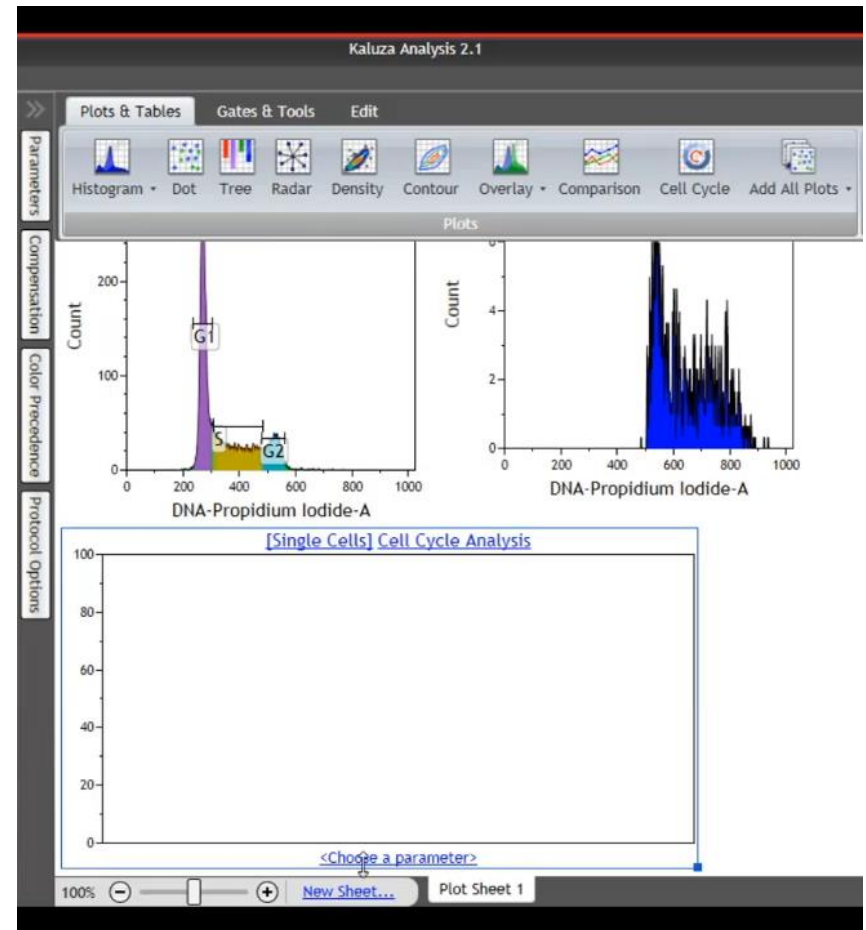 Kaluza Analysis 2.1
Plots & Tables Gates & Tools Edit
Histogram Dot Tree Radar Density Contour Overlay Comparison Cell Cycle Add All Plots
Plots
Parameters
Compensation
Color Precedence
Protocol Options
Count
200
100
0
G1
S
G2
0 200 400 600 800 1000
DNA-Propidium Iodide-A
Count
4
2
0
0 200 400 600 800 1000
DNA-Propidium Iodide-A
[Single Cells] Cell Cycle Analysis
100
80
60
40
20
0
<Choose a parameter>
100% New Sheet... Plot Sheet 1